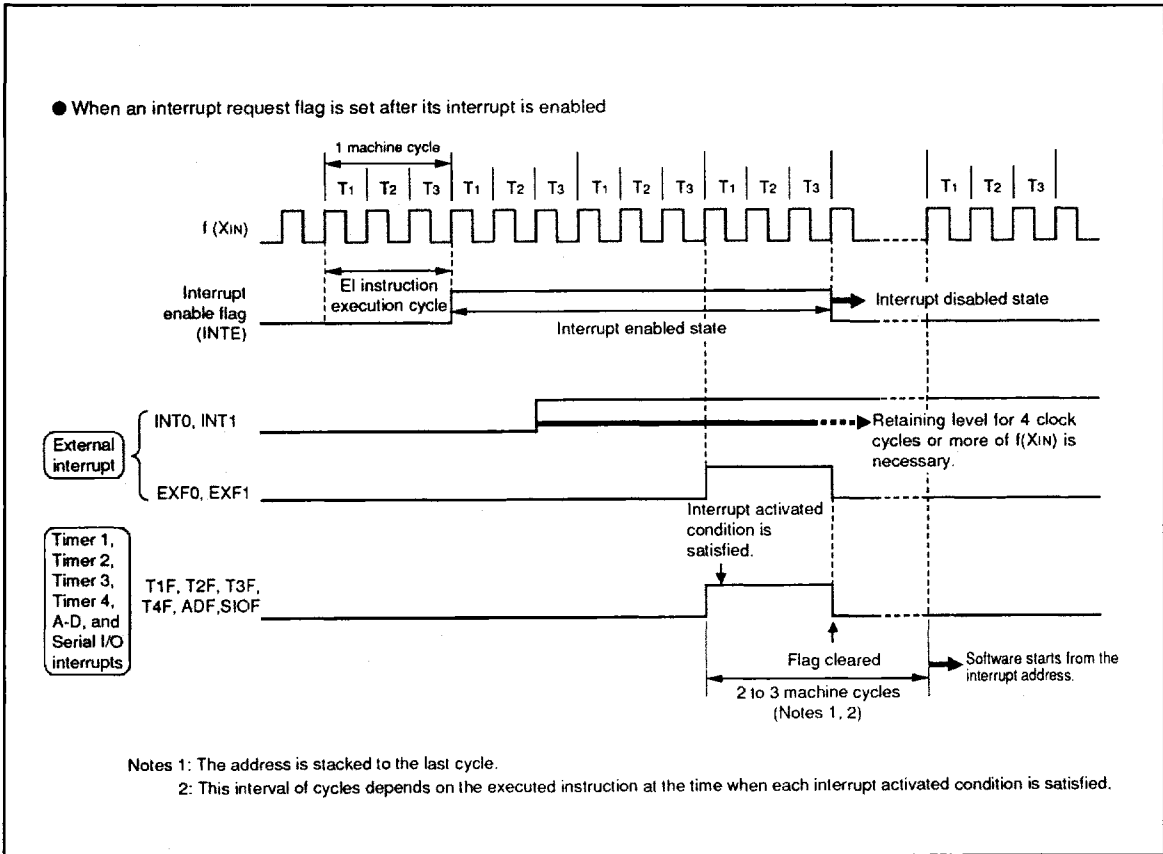 ● When an interrupt request flag is set after its interrupt is enabled
1 machine cycle
T1 T2 T3 T1 T2 T3 T1 T2 T3 T1 T2 T3 T1 T2 T3
f (XIN)
EI instruction
execution cycle
Interrupt
enable flag
(INTE)
Interrupt enabled state
Interrupt disabled state
External
interrupt
INT0, INT1
Retaining level for 4 clock
cycles or more of f(XIN) is
necessary.
EXF0, EXF1
Interrupt activated
condition is
satisfied.
Timer 1,
Timer 2,
Timer 3,
Timer 4,
A-D, and
Serial I/O
interrupts
T1F, T2F, T3F,
T4F, ADF,SIOF
Flag cleared
Software starts from the
interrupt address.
2 to 3 machine cycles
(Notes 1, 2)
Notes 1: The address is stacked to the last cycle.
2: This interval of cycles depends on the executed instruction at the time when each interrupt activated condition is satisfied.